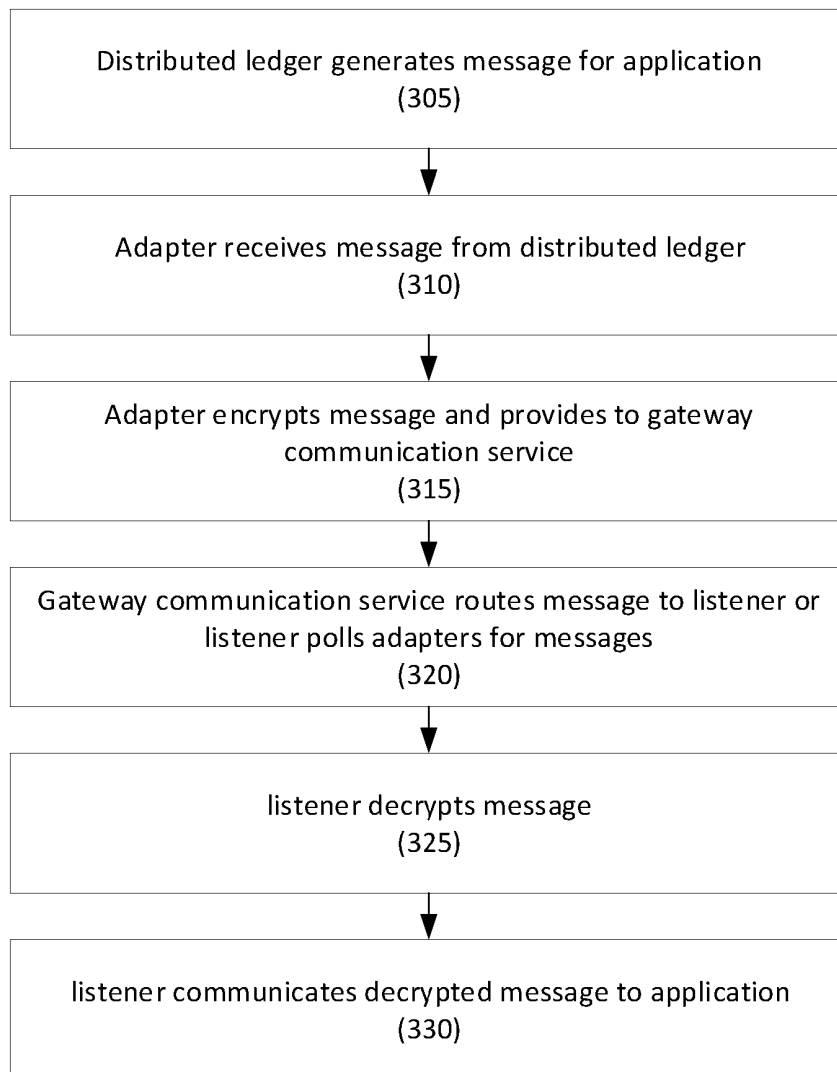 Distributed ledger generates message for application
(305)
Adapter receives message from distributed ledger
(310)
Adapter encrypts message and provides to gateway
communication service
(315)
Gateway communication service routes message to listener or
listener polls adapters for messages
(320)
listener decrypts message
(325)
listener communicates decrypted message to application
(330)